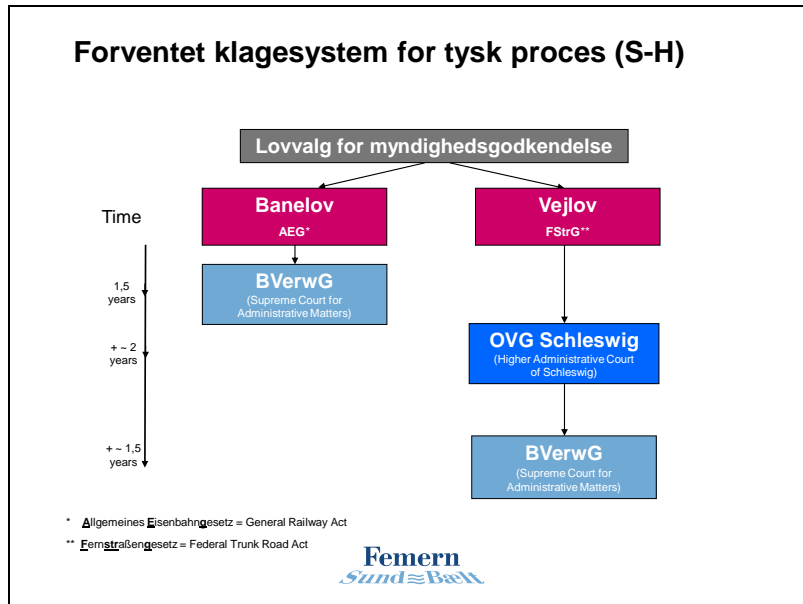 Forventet klagesystem for tysk proces (S-H)
Lovvalg for myndighedsgodkendelse
Time
Banelov
AEG*
Vejlov
FStrG**
1,5
years
BVerwG
(Supreme Court for
Administrative Matters)
+ ~ 2
years
OVG Schleswig
(Higher Administrative Court
of Schleswig)
+ ~ 1,5
years
BVerwG
(Supreme Court for
Administrative Matters)
* Allgemeines Eisenbahngesetz = General Railway Act
** Fernstraßengesetz = Federal Trunk Road Act
Femern
Sund≈Bælt